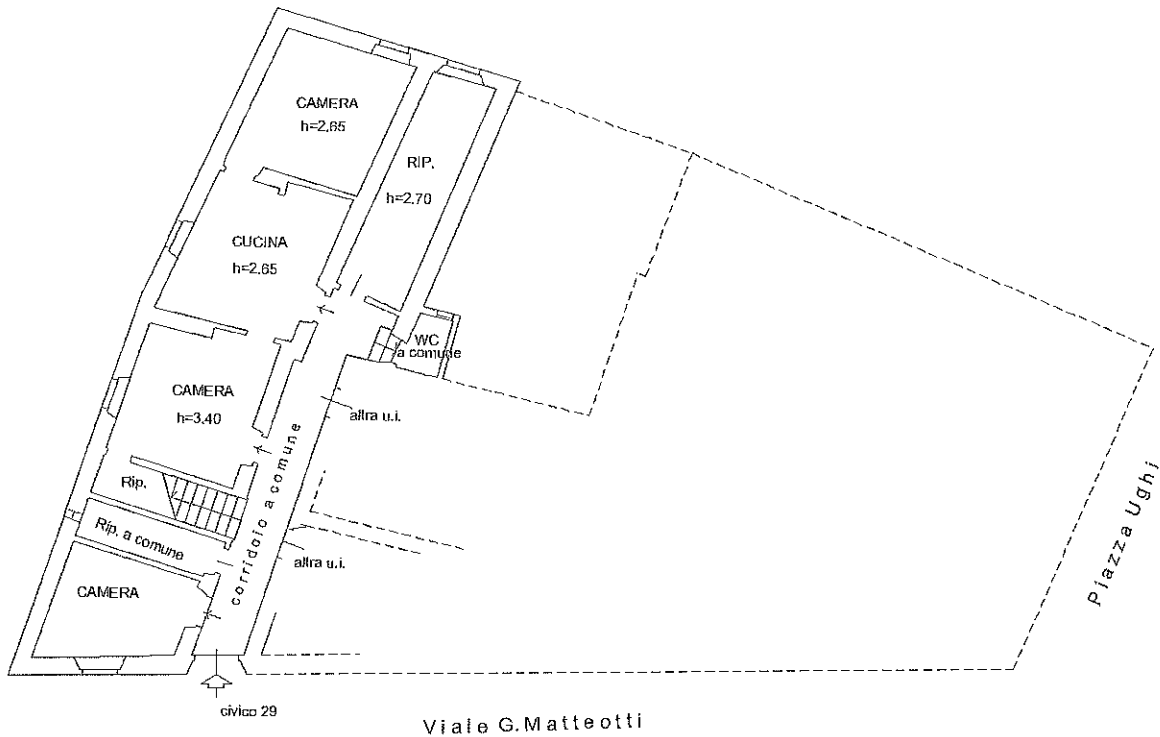 CAMERA
h=2.65
RIP.
h=2.70
CUCINA
h=2.65
WC
a comune
CAMERA
h=3.40
altra u.i.
corridoio a comune
Rip.
Rip. a comune
altra u.i.
CAMERA
Piazza Ughi
civico 29
Viale G.Matteotti